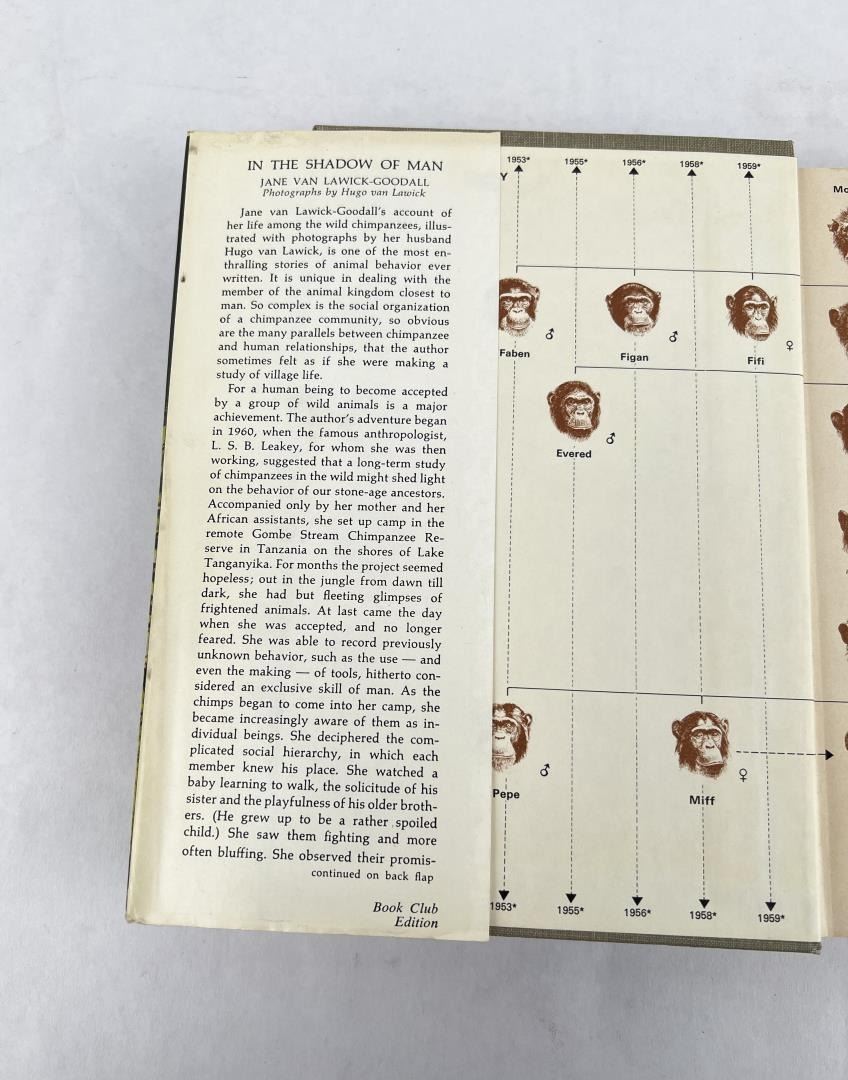 IN THE SHADOW OF MAN
JANE VAN LAWICK-GOODALL
Photographs by Hugo van Lawick
Jane van Lawick-Goodall's account of
her life among the wild chimpanzees, illus-
trated with photographs by her husband
Hugo van Lawick, is one of the most en-
thralling stories of animal behavior ever
written. It is unique in dealing with the
member of the animal kingdom closest to
man. So complex is the social organization
of a chimpanzee community, so obvious
are the many parallels between chimpanzee
and human relationships, that the author
sometimes felt as if she were making a
study of village life.
For a human being to become accepted
by a group of wild animals is a major
achievement. The author's adventure began
in 1960, when the famous anthropologist,
L. S. B. Leakey, for whom she was then
working, suggested that a long-term study
of chimpanzees in the wild might shed light
on the behavior of our stone-age ancestors.
Accompanied only by her mother and her
African assistants, she set up camp in the
remote Gombe Stream Chimpanzee Re-
serve in Tanzania on the shores of Lake
Tanganyika. For months the project seemed
hopeless; out in the jungle from dawn till
dark, she had but fleeting glimpses of
frightened animals. At last came the day
when she was accepted, and no longer
feared. She was able to record previously
unknown behavior, such as the use — and
even the making — of tools, hitherto con-
sidered an exclusive skill of man. As the
chimps began to come into her camp, she
became increasingly aware of them as in-
dividual beings. She deciphered the com-
plicated social hierarchy, in which each
member knew his place. She watched a
baby learning to walk, the solicitude of his
sister and the playfulness of his older broth-
ers. (He grew up to be a rather spoiled
child.) She saw them fighting and more
often bluffing. She observed their promis-
continued on back flap
Book Club
Edition
1953* 1955* 1956* 1958* 1959*
Y
Mo
♂ ♂ ♀
Faben Figan Fifi
♂
Evered
♂ ♀
Pepe Miff
1953* 1955* 1956* 1958* 1959*